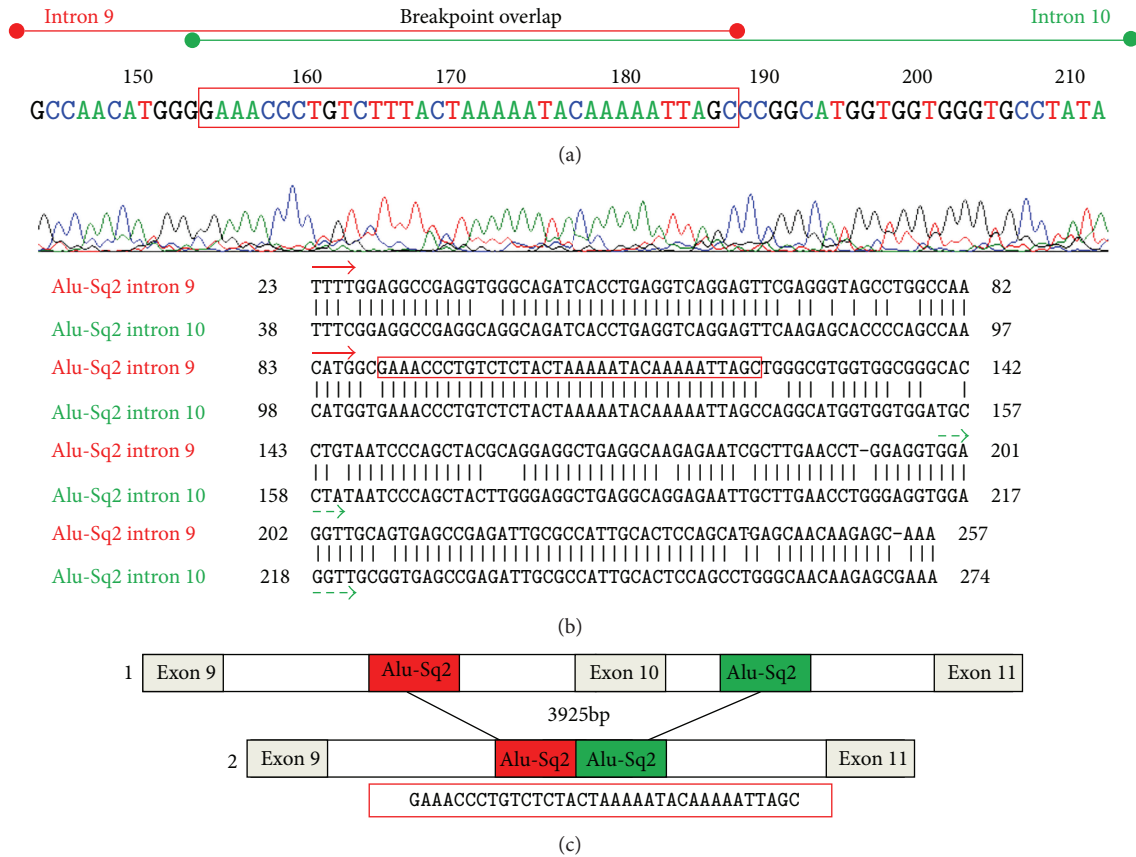 Intron 9 Breakpoint overlap Intron 10
150 160 170 180 190 200 210
GCCAACATGGGGAAACCCTGTCTTTACTAAAAATACAAAAATTAGCCCGGCATGGTGGTGGGTGCCTATA
(a)
Alu-Sq2 intron 9 23 TTTTGGAGGCCGAGGTGGGCAGATCACCTGAGGTCAGGAGTTCGAGGGTAGCCTGGCCAA 82
Alu-Sq2 intron 10 38 TTTCGGAGGCCGAGGCAGGCAGATCACCTGAGGTCAGGAGTTCAAGAGCACCCCAGCCAA 97
Alu-Sq2 intron 9 83 CATGGCGAAACCCTGTCTCTACTAAAAATACAAAAATTAGCTGGGCGTGGTGGCGGGCAC 142
Alu-Sq2 intron 10 98 CATGGTGAAACCCTGTCTCTACTAAAAATACAAAAATTAGCCAGGCATGGTGGTGGATGC 157
Alu-Sq2 intron 9 143 CTGTAATCCCAGCTACGCAGGAGGCTGAGGCAAGAGAATCGCTTGAACCT-GGAGGTGGA 201
Alu-Sq2 intron 10 158 CTATAATCCCAGCTACTTGGGAGGCTGAGGCAGGAGAATTGCTTGAACCTGGGAGGTGGA 217
Alu-Sq2 intron 9 202 GGTTGCAGTGAGCCGAGATTGCGCCATTGCACTCCAGCATGAGCAACAAGAGC-AAA 257
Alu-Sq2 intron 10 218 GGTTGCGGTGAGCCGAGATTGCGCCATTGCACTCCAGCCTGGGCAACAAGAGCGAAA 274
(b)
1 Exon 9 Alu-Sq2 Exon 10 Alu-Sq2 Exon 11
3925bp
2 Exon 9 Alu-Sq2 Alu-Sq2 Exon 11
GAAACCCTGTCTCTACTAAAAATACAAAAATTAGC
(c)